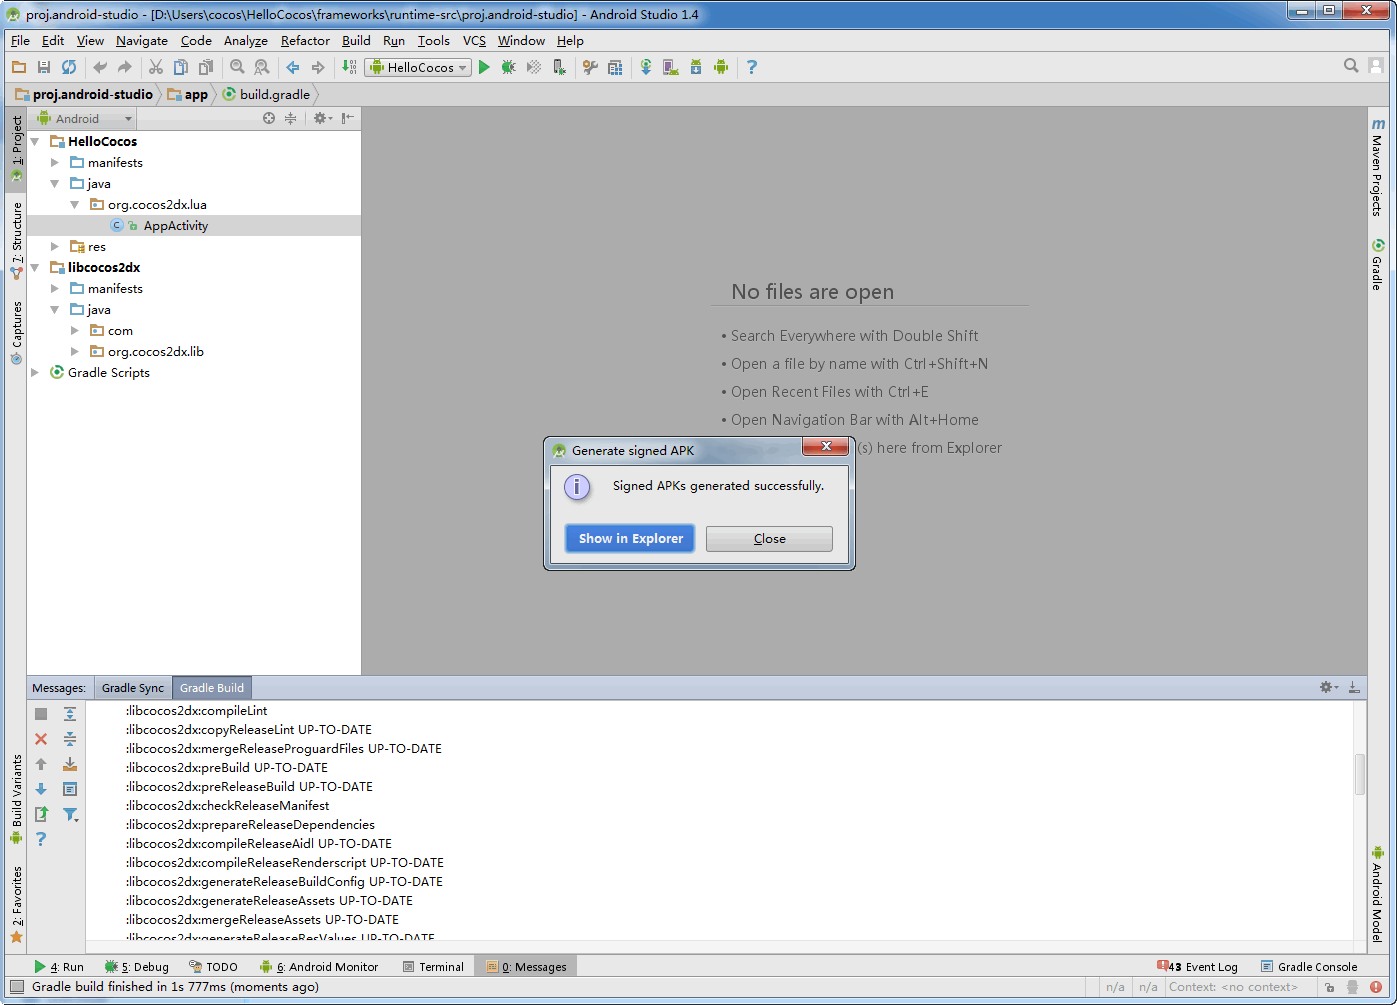 proj.android-studio - [D:\Users\cocos\HelloCocos\frameworks\runtime-src\proj.android-studio] - Android Studio 1.4
File Edit View Navigate Code Analyze Refactor Build Run Tools VCS Window Help
HelloCocos
proj.android-studio app build.gradle
Android
1: Project
7: Structure
Captures
Build Variants
2: Favorites
HelloCocos
manifests
java
org.cocos2dx.lua
AppActivity
res
libcocos2dx
manifests
java
com
org.cocos2dx.lib
Gradle Scripts
No files are open
• Search Everywhere with Double Shift
• Open a file by name with Ctrl+Shift+N
• Open Recent Files with Ctrl+E
• Open Navigation Bar with Alt+Home
(s) here from Explorer
Generate signed APK
Signed APKs generated successfully.
Show in Explorer Close
m Maven Projects
Gradle
Android Model
Messages: Gradle Sync Gradle Build
:libcocos2dx:compileLint
:libcocos2dx:copyReleaseLint UP-TO-DATE
:libcocos2dx:mergeReleaseProguardFiles UP-TO-DATE
:libcocos2dx:preBuild UP-TO-DATE
:libcocos2dx:preReleaseBuild UP-TO-DATE
:libcocos2dx:checkReleaseManifest
:libcocos2dx:prepareReleaseDependencies
:libcocos2dx:compileReleaseAidl UP-TO-DATE
:libcocos2dx:compileReleaseRenderscript UP-TO-DATE
:libcocos2dx:generateReleaseBuildConfig UP-TO-DATE
:libcocos2dx:generateReleaseAssets UP-TO-DATE
:libcocos2dx:mergeReleaseAssets UP-TO-DATE
:libcocos2dx:generateReleaseResValues UP-TO-DATE
4: Run 5: Debug TODO 6: Android Monitor Terminal 0: Messages 43 Event Log Gradle Console
Gradle build finished in 1s 777ms (moments ago) n/a n/a Context: <no context>